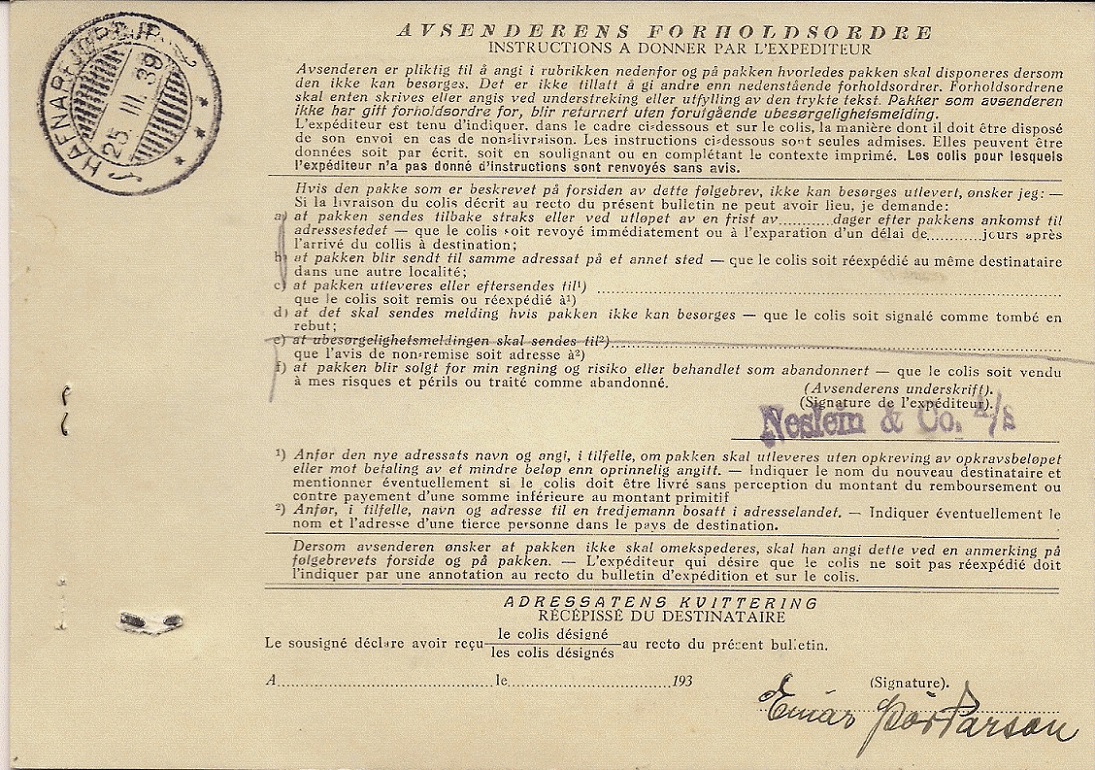 HAFNARFJÖRÐUR
25. III. 39
AVSENDERENS FORHOLDSORDRE
INSTRUCTIONS A DONNER PAR L'EXPEDITEUR
Avsenderen er pliktig til å angi i rubrikken nedenfor og på pakken hvorledes pakken skal disponeres dersom
den ikke kan besørges. Det er ikke tillatt å gi andre enn nedenstående forholdsordrer. Forholdsordrene
skal enten skrives eller angis ved understreking eller utfylling av den trykte tekst. Pakker som avsenderen
ikke har gitt forholdsordre for, blir returnert uten forutgående ubesørgelighetsmelding.
L'expéditeur est tenu d'indiquer, dans le cadre ci-dessous et sur le colis, la manière dont il doit être disposé
de son envoi en cas de non-livraison. Les instructions ci-dessous sont seules admises. Elles peuvent être
données soit par écrit. soit en soulignant ou en complétant le contexte imprimé. Les colis pour lesquels
l'expéditeur n'a pas donné d'instructions sont renvoyés sans avis.
Hvis den pakke som er beskrevet på forsiden av dette følgebrev, ikke kan besørges utlevert, ønsker jeg: —
Si la livraison du colis décrit au recto du présent bulletin ne peut avoir lieu, je demande:
a) at pakken sendes tilbake straks eller ved utløpet av en frist av..........dager efter pakkens ankomst til
adressestedet — que le colis soit revoyé immédiatement ou à l'exparation d'un délai de..........jours après
l'arrivé du collis à destination;
b) at pakken blir sendt til samme adressat på et annet sted — que le colis soit réexpédié au même destinataire
dans une autre localité;
c) at pakken utleveres eller eftersendes til¹) ..........
que le colis soit remis ou réexpédié à¹)
d) at det skal sendes melding hvis pakken ikke kan besørges — que le colis soit signalé comme tombé en
rebut;
e) at ubesørgelighetsmeldingen skal sendes til²)..........
que l'avis de non-remise soit adresse à²)
f) at pakken blir solgt for min regning og risiko eller behandlet som abandonnert — que le colis soit vendu
à mes risques et périls ou traité comme abandonné.
(Avsenderens underskrift).
(Signature de l'expéditeur).
Neslein & Co. A/S
¹) Anfør den nye adressats navn og angi, i tilfelle, om pakken skal utleveres uten opkreving av opkravsbeløpet
eller mot betaling av et mindre beløp enn oprinnelig angitt. — Indiquer le nom du nouveau destinataire et
mentionner éventuellement si le colis doit être livré sans perception du montant du remboursement ou
contre payement d'une somme inférieure au montant primitif
²) Anfør, i tilfelle, navn og adresse til en tredjemann bosatt i adresselandet. — Indiquer éventuellement le
nom et l'adresse d'une tierce personne dans le pays de destination.
Dersom avsenderen ønsker at pakken ikke skal omekspederes, skal han angi dette ved en anmerking på
følgebrevets forside og på pakken. — L'expéditeur qui désire que le colis ne soit pas réexpédié doit
l'indiquer par une annotation au recto du bulletin d'expédition et sur le colis.
ADRESSATENS KVITTERING
RÉCÉPISSÉ DU DESTINATAIRE
le colis désigné
Le sousigné déclare avoir reçu au recto du présent bulletin.
les colis désignés
A..........le..........193
(Signature).
Einar